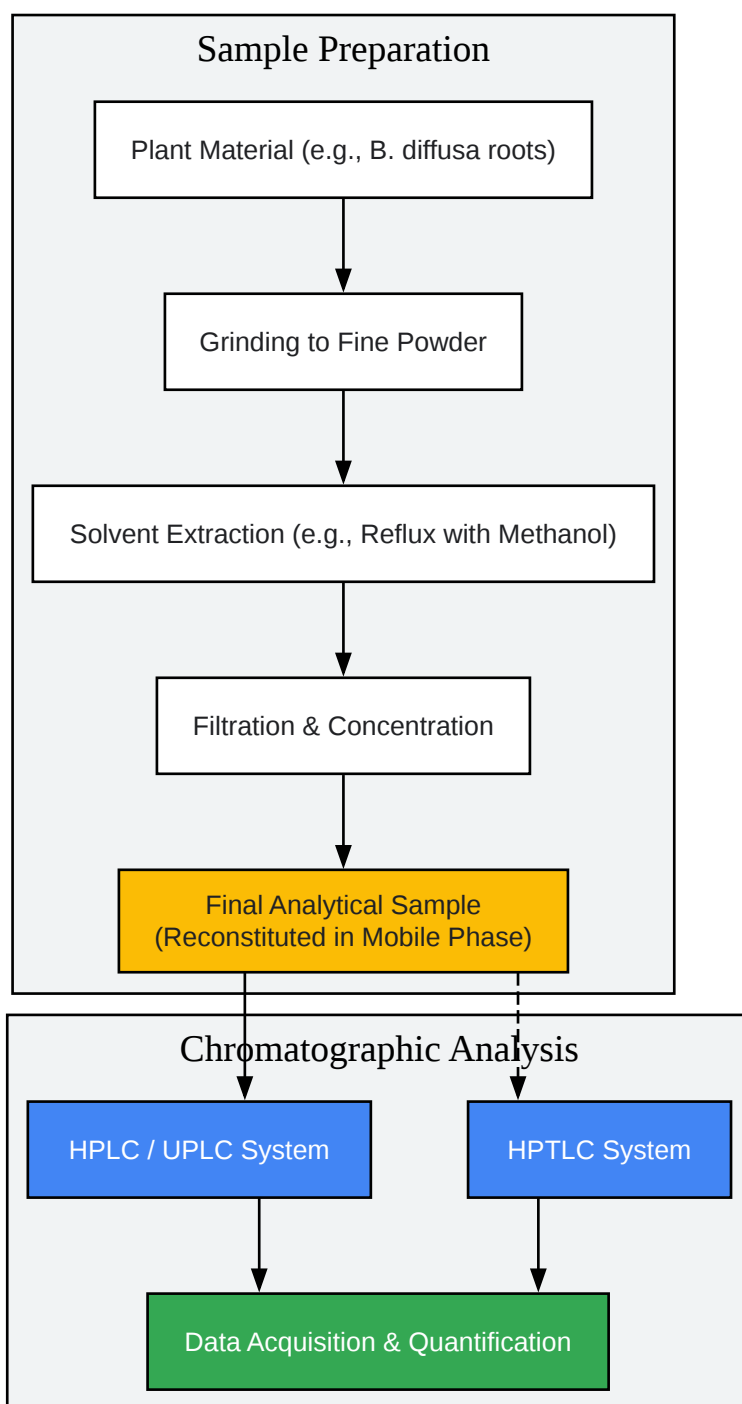 Sample Preparation
Plant Material (e.g., B. diffusa roots)
Grinding to Fine Powder
Solvent Extraction (e.g., Reflux with Methanol)
Filtration & Concentration
Final Analytical Sample
(Reconstituted in Mobile Phase)
Chromatographic Analysis
HPLC / UPLC System
HPTLC System
Data Acquisition & Quantification